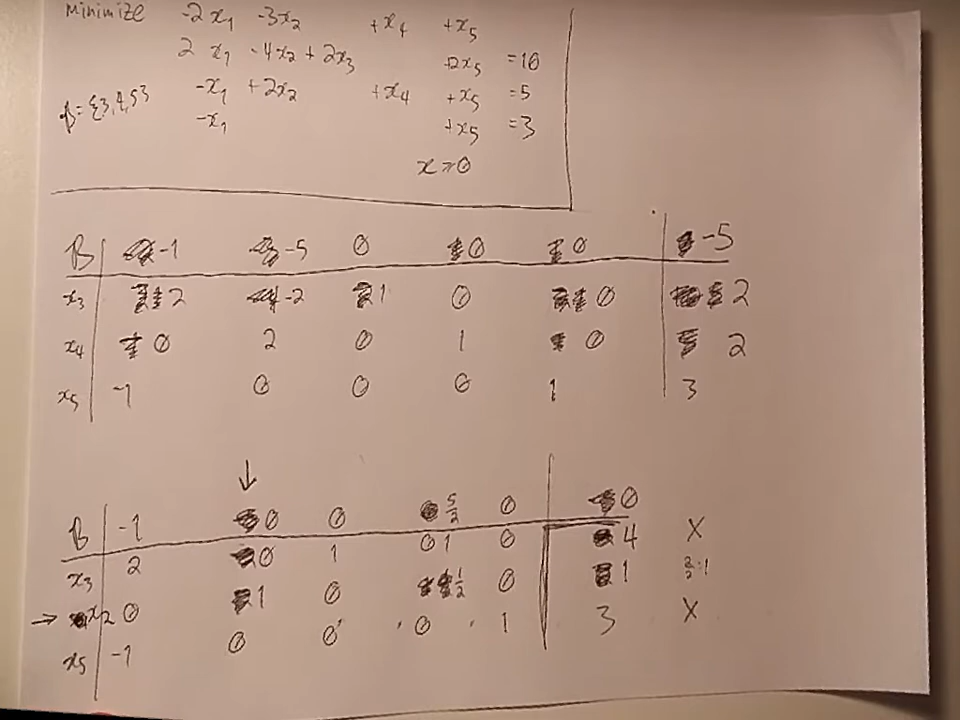 minimize -2x₁ -3x₂ +x₄ +x₅
2x₁ -4x₂ + 2x₃ +2x₅ =10
B={3,4,5} -x₁ +2x₂ +x₄ +x₅ =5
-x₁ +x₅ =3
x≥0
B -1 -5 0 0 0 -5
x₃ 2 -2 1 0 0 2
x₄ 0 2 0 1 0 2
x₅ -1 0 0 0 1 3
↓
B -1 0 0 5/2 0 0
x₃ 2 0 1 0 1 0 4 X
→ x₂ 0 1 0 1/2 0 1 2/2=1
x₅ -1 0 0 0 1 3 X